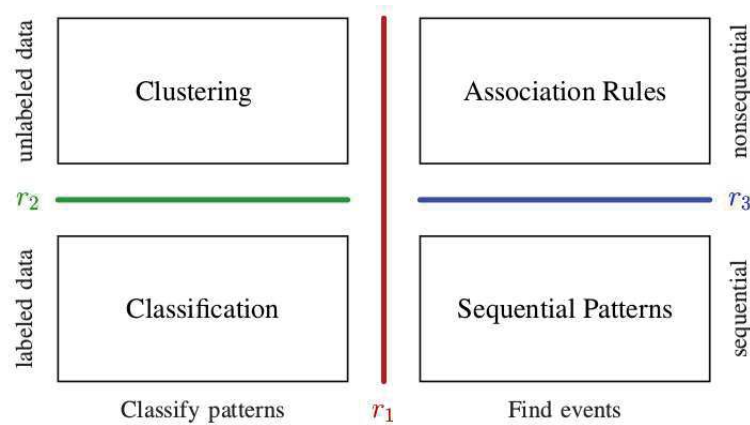 unlabeled data
Clustering
Association Rules
nonsequential
r2
r3
labeled data
Classification
Sequential Patterns
sequential
Classify patterns
r1
Find events